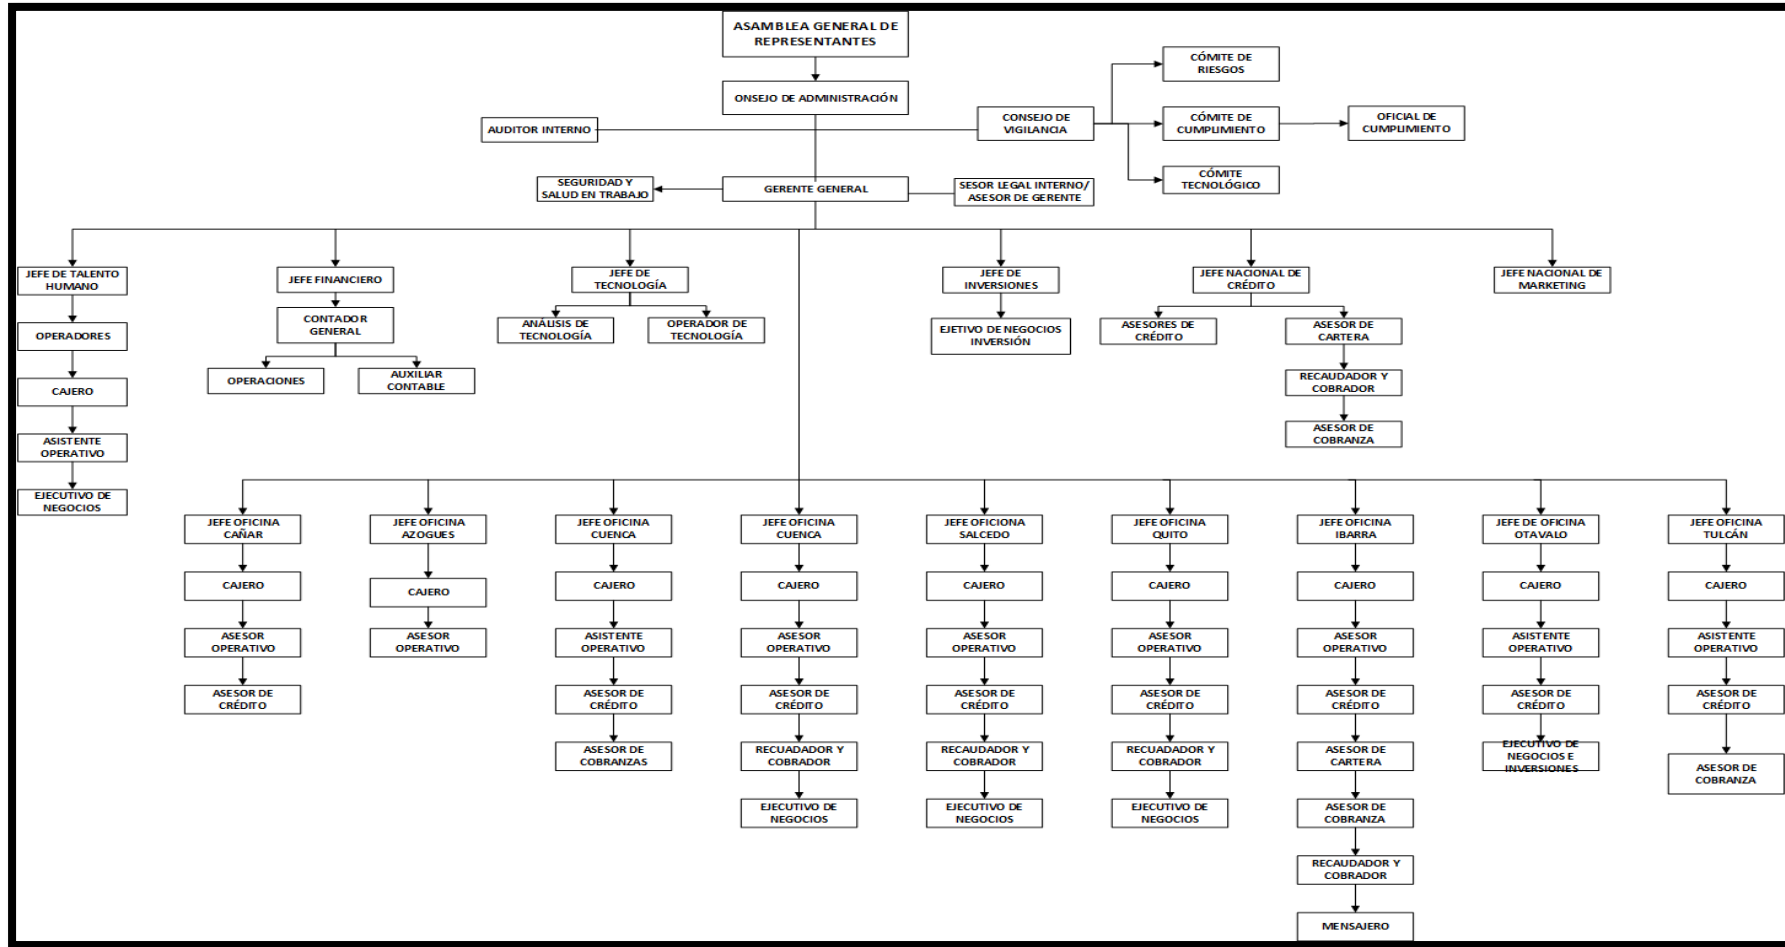 ASAMBLEA GENERAL DE
REPRESENTANTES
ONSEJO DE ADMINISTRACIÓN
CÓMITE DE
RIESGOS
AUDITOR INTERNO
CONSEJO DE
VIGILANCIA
CÓMITE DE
CUMPLIMIENTO
OFICIAL DE
CUMPLIMIENTO
CÓMITE
TECNOLÓGICO
SEGURIDAD Y
SALUD EN TRABAJO
GERENTE GENERAL
SESOR LEGAL INTERNO/
ASESOR DE GERENTE
JEFE DE TALENTO
HUMANO
JEFE FINANCIERO
JEFE DE
TECNOLOGÍA
JEFE DE
INVERSIONES
JEFE NACIONAL DE
CRÉDITO
JEFE NACIONAL DE
MARKETING
OPERADORES
CONTADOR
GENERAL
ANÁLISIS DE
TECNOLOGÍA
OPERADOR DE
TECNOLOGÍA
EJETIVO DE NEGOCIOS
INVERSIÓN
ASESORES DE
CRÉDITO
ASESOR DE
CARTERA
OPERACIONES
AUXILIAR
CONTABLE
RECAUDADOR Y
COBRADOR
CAJERO
ASESOR DE
COBRANZA
ASISTENTE
OPERATIVO
EJECUTIVO DE
NEGOCIOS
JEFE OFICINA
CAÑAR
JEFE OFICINA
AZOGUES
JEFE OFICINA
CUENCA
JEFE OFICINA
CUENCA
JEFE OFICIONA
SALCEDO
JEFE OFICINA
QUITO
JEFE OFICINA
IBARRA
JEFE DE OFICINA
OTAVALO
JEFE OFICINA
TULCÁN
CAJERO
CAJERO
CAJERO
CAJERO
CAJERO
CAJERO
CAJERO
CAJERO
CAJERO
ASESOR
OPERATIVO
ASESOR
OPERATIVO
ASISTENTE
OPERATIVO
ASESOR
OPERATIVO
ASESOR
OPERATIVO
ASESOR
OPERATIVO
ASESOR
OPERATIVO
ASISTENTE
OPERATIVO
ASISTENTE
OPERATIVO
ASESOR DE
CRÉDITO
ASESOR DE
CRÉDITO
ASESOR DE
CRÉDITO
ASESOR DE
CRÉDITO
ASESOR DE
CRÉDITO
ASESOR DE
CRÉDITO
ASESOR DE
CRÉDITO
ASESOR DE
CRÉDITO
ASESOR DE
COBRANZAS
RECUADADOR Y
COBRADOR
RECAUDADOR Y
COBRADOR
RECUADADOR Y
COBRADOR
ASESOR DE
CARTERA
EJECUTIVO DE
NEGOCIOS E
INVERSIONES
ASESOR DE
COBRANZA
EJECUTIVO DE
NEGOCIOS
EJECUTIVO DE
NEGOCIOS
EJECUTIVO DE
NEGOCIOS
ASESOR DE
COBRANZA
RECAUDADOR Y
COBRADOR
MENSAJERO